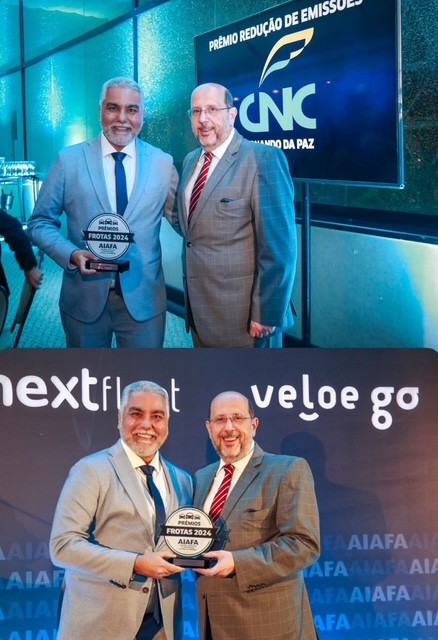 PRÊMIO REDUÇÃO DE EMISSÕES
CNC
NANDO DA PAZ
PRÊMIOS
FROTAS 2024
AIAFA
nextfleet
veloe go
PRÊMIOS
FROTAS 2024
AIAFA
AIAFA
AIAFA
AIAFA
AIAFA